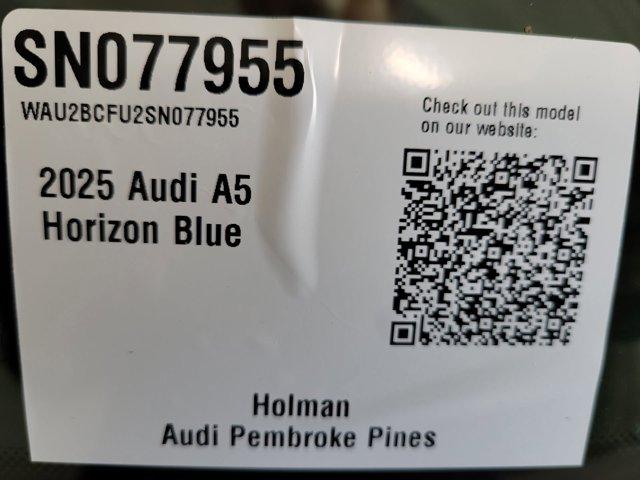 SN077955
WAU2BCFU2SN077955
Check out this model
on our website:
2025 Audi A5
Horizon Blue
Holman
Audi Pembroke Pines